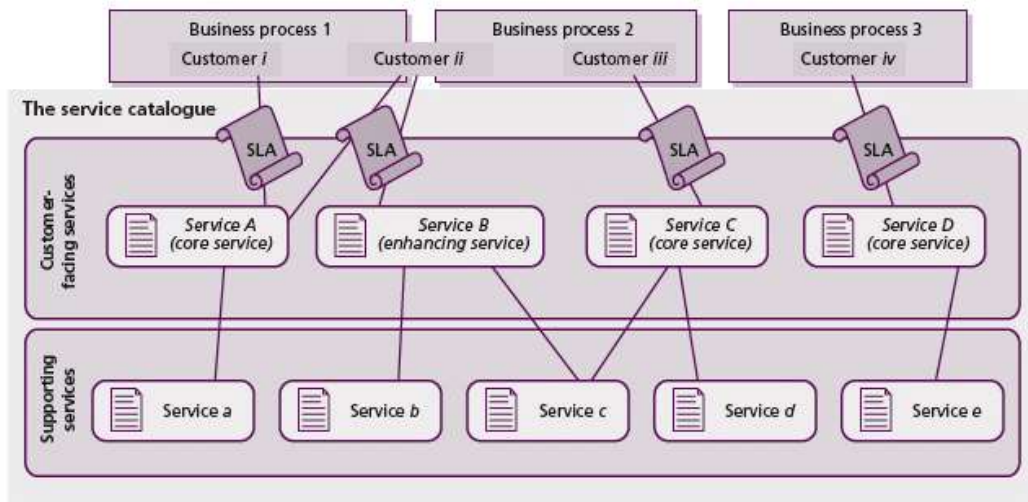 Business process 1
Business process 2
Business process 3
Customer i
Customer ii
Customer iii
Customer iv
The service catalogue
SLA
SLA
SLA
SLA
Customer-
facing services
Service A
(core service)
Service B
(enhancing service)
Service C
(core service)
Service D
(core service)
Supporting
services
Service a
Service b
Service c
Service d
Service e